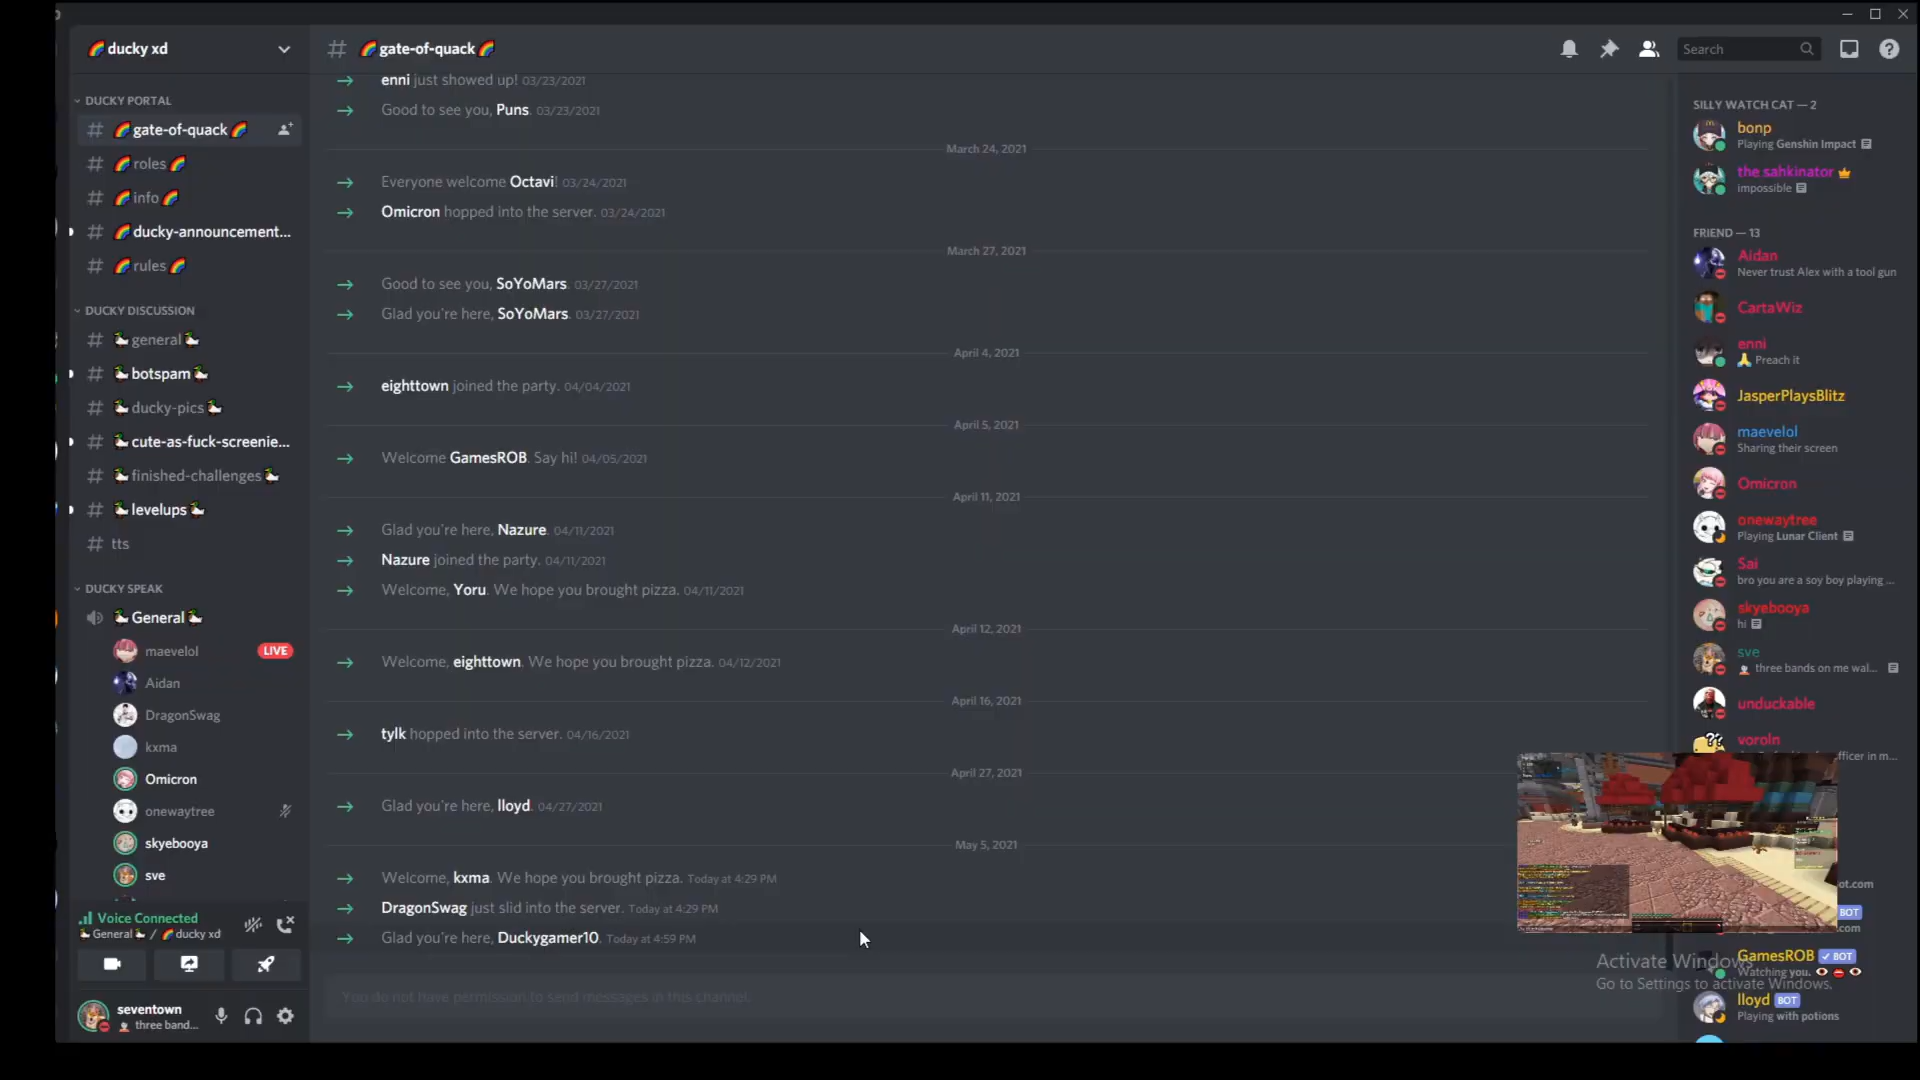 ducky xd
DUCKY PORTAL
gate-of-quack
roles
info
ducky-announcement...
rules
DUCKY DISCUSSION
general
botspam
ducky-pics
cute-as-fuck-screenie...
finished-challenges
levelups
tts
DUCKY SPEAK
General
maevelol LIVE
Aidan
DragonSwag
kxma
Omicron
onewaytree
skyebooya
sve
Voice Connected
General / ducky xd
seventown
three band...
gate-of-quack
Search
enni just showed up! 03/23/2021
Good to see you, Puns. 03/23/2021
March 24, 2021
Everyone welcome Octavi! 03/24/2021
Omicron hopped into the server. 03/24/2021
March 27, 2021
Good to see you, SoYoMars. 03/27/2021
Glad you're here, SoYoMars. 03/27/2021
April 4, 2021
eighttown joined the party. 04/04/2021
April 5, 2021
Welcome GamesROB. Say hi! 04/05/2021
April 11, 2021
Glad you're here, Nazure. 04/11/2021
Nazure joined the party. 04/11/2021
Welcome, Yoru. We hope you brought pizza. 04/11/2021
April 12, 2021
Welcome, eighttown. We hope you brought pizza. 04/12/2021
April 16, 2021
tylk hopped into the server. 04/16/2021
April 27, 2021
Glad you're here, lloyd. 04/27/2021
May 5, 2021
Welcome, kxma. We hope you brought pizza. Today at 4:29 PM
DragonSwag just slid into the server. Today at 4:29 PM
Glad you're here, Duckygamer10. Today at 4:59 PM
You do not have permission to send messages in this channel.
SILLY WATCH CAT — 2
bonp
Playing Genshin Impact
the sahkinator
impossible
FRIEND — 13
Aidan
Never trust Alex with a tool gun
CartaWiz
enni
Preach it
JasperPlaysBlitz
maevelol
Sharing their screen
Omicron
onewaytree
Playing Lunar Client
Sai
bro you are a soy boy playing ...
skyebooya
hi
sve
three bands on me wal...
unduckable
voroln
fficer in m...
ot.com
BOT
.com
GamesROB BOT
Watching you.
Activate Windows
Go to Settings to activate Windows.
lloyd BOT
Playing with potions